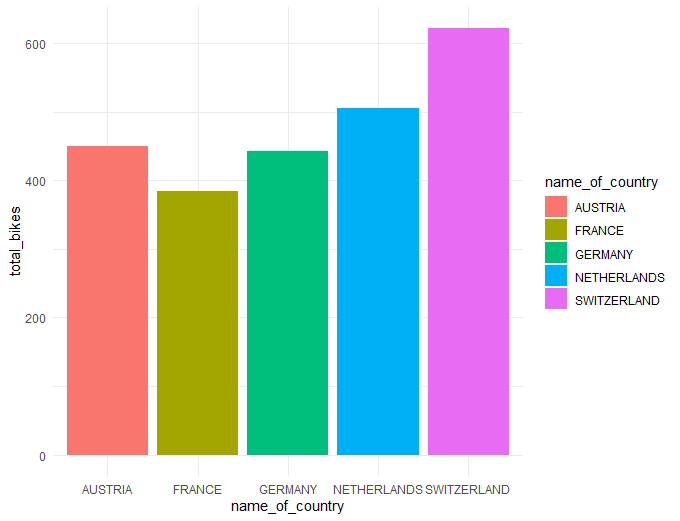 600
400
200
0
total_bikes
AUSTRIA FRANCE GERMANY NETHERLANDS SWITZERLAND
name_of_country
name_of_country
AUSTRIA
FRANCE
GERMANY
NETHERLANDS
SWITZERLAND